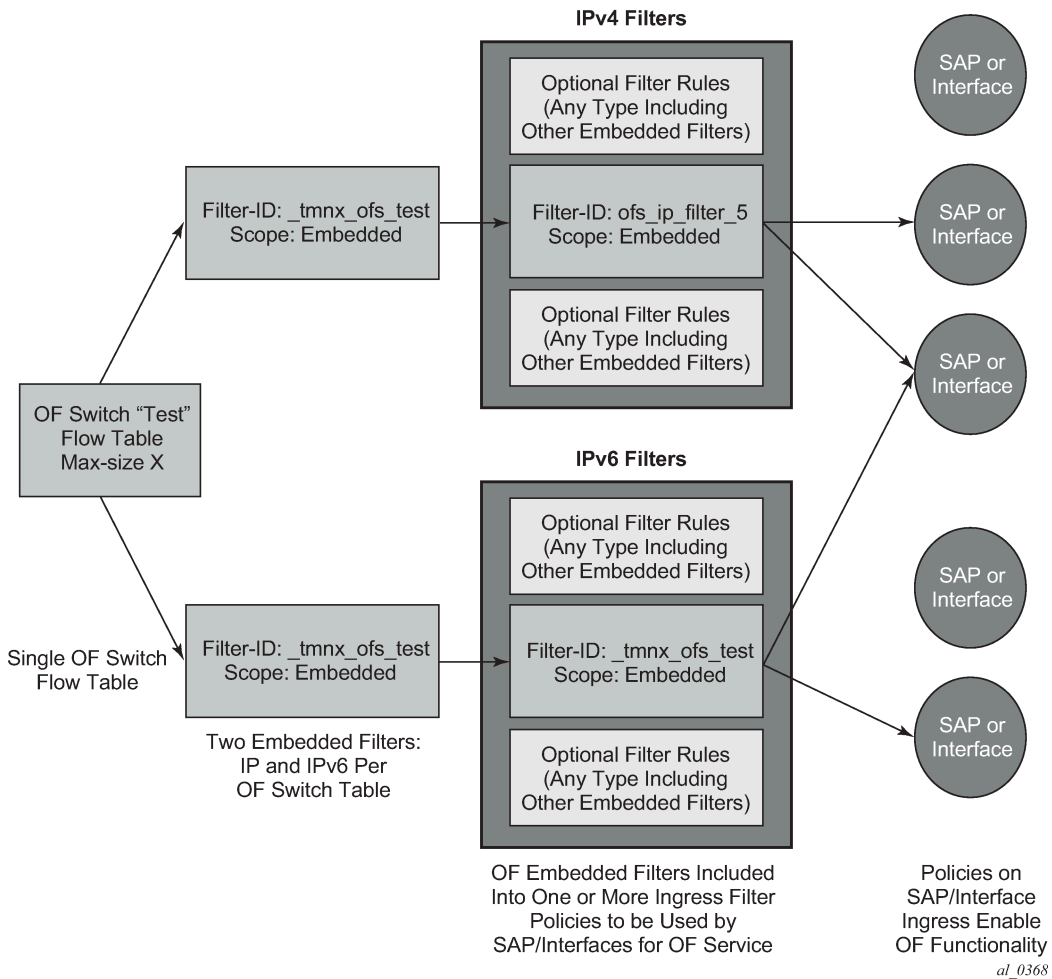 IPv4 Filters
Optional Filter Rules
(Any Type Including
Other Embedded Filters)
Filter-ID: _tmnx_ofs_test
Scope: Embedded
Filter-ID: ofs_ip_filter_5
Scope: Embedded
Optional Filter Rules
(Any Type Including
Other Embedded Filters)
SAP or
Interface
SAP or
Interface
SAP or
Interface
OF Switch “Test”
Flow Table
Max-size X
Single OF Switch
Flow Table
IPv6 Filters
Optional Filter Rules
(Any Type Including
Other Embedded Filters)
Filter-ID: _tmnx_ofs_test
Scope: Embedded
Filter-ID: _tmnx_ofs_test
Scope: Embedded
Optional Filter Rules
(Any Type Including
Other Embedded Filters)
SAP or
Interface
SAP or
Interface
Two Embedded Filters:
IP and IPv6 Per
OF Switch Table
OF Embedded Filters Included
Into One or More Ingress Filter
Policies to be Used by
SAP/Interfaces for OF Service
Policies on
SAP/Interface
Ingress Enable
OF Functionality
al_0368